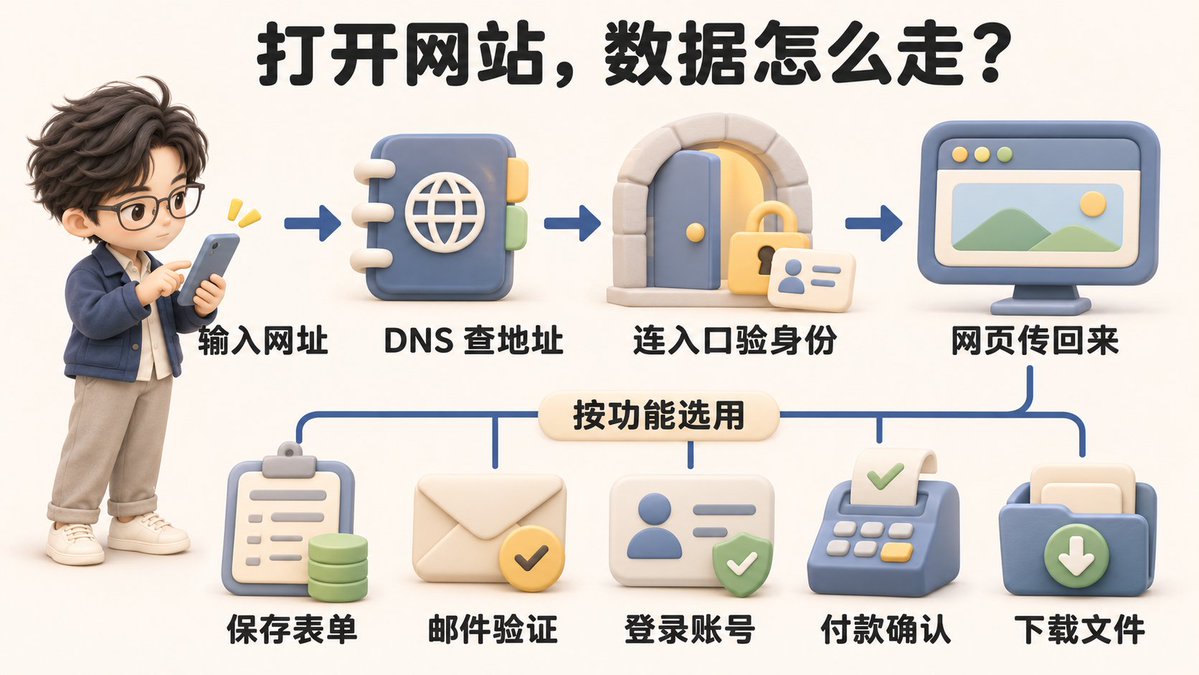 打开网站，数据怎么走？
输入网址
DNS 查地址
连入口验身份
网页传回来
按功能选用
保存表单
邮件验证
登录账号
付款确认
下载文件